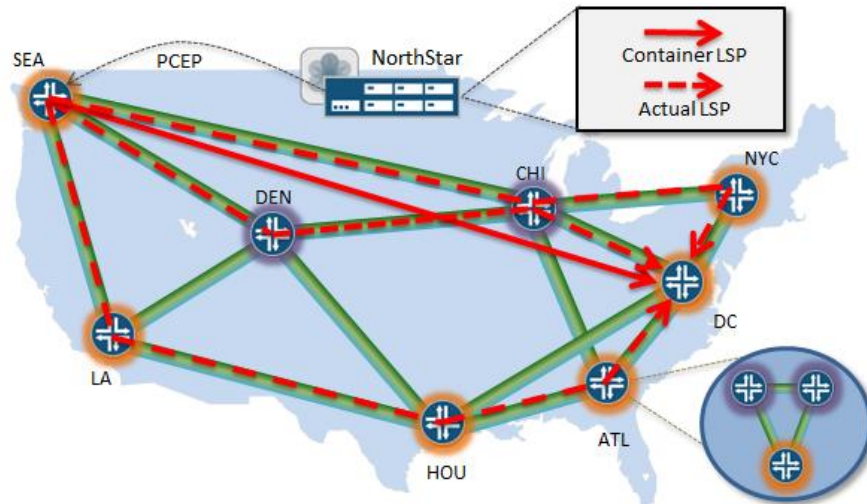 SEA
PCEP
NorthStar
Container LSP
Actual LSP
NYC
CHI
DEN
DC
LA
ATL
HOU